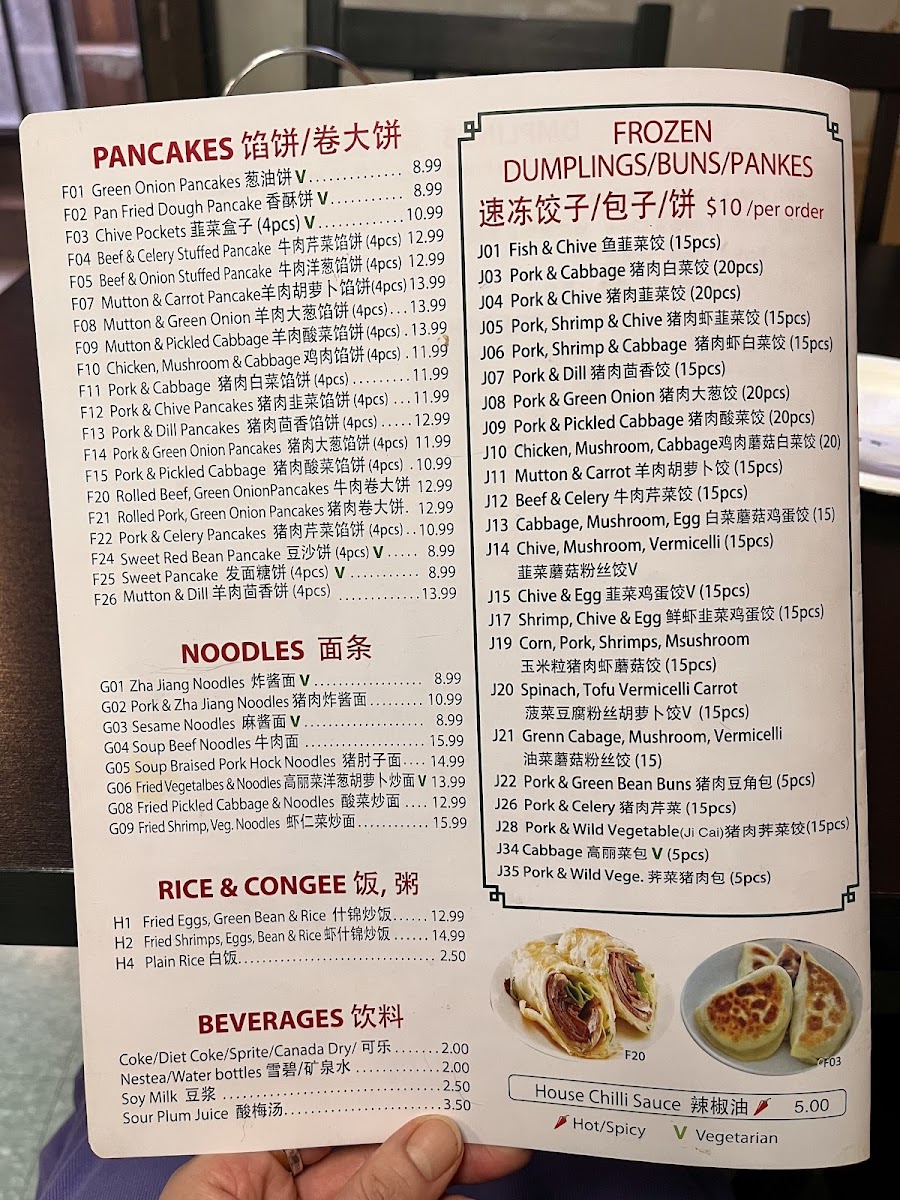 PANCAKES 馅饼/卷大饼
F01 Green Onion Pancakes 葱油饼 V .............. 8.99
F02 Pan Fried Dough Pancake 香酥饼 V ........... 8.99
F03 Chive Pockets 韮菜盒子 (4pcs) V ............ 10.99
F04 Beef & Celery Stuffed Pancake 牛肉芹菜馅饼 (4pcs) 12.99
F05 Beef & Onion Stuffed Pancake 牛肉洋葱馅饼 (4pcs) 12.99
F07 Mutton & Carrot Pancake羊肉胡萝卜馅饼(4pcs) 13.99
F08 Mutton & Green Onion 羊肉大葱馅饼 (4pcs)... 13.99
F09 Mutton & Pickled Cabbage 羊肉酸菜馅饼(4pcs) . 13.99
F10 Chicken, Mushroom & Cabbage 鸡肉馅饼 (4pcs) . 11.99
F11 Pork & Cabbage 猪肉白菜馅饼 (4pcs) ......... 11.99
F12 Pork & Chive Pancakes 猪肉韭菜馅饼 (4pcs) ... 11.99
F13 Pork & Dill Pancakes 猪肉茴香馅饼 (4pcs) ..... 12.99
F14 Pork & Green Onion Pancakes 猪肉大葱馅饼 (4pcs) 11.99
F15 Pork & Pickled Cabbage 猪肉酸菜馅饼 (4pcs) . 10.99
F20 Rolled Beef, Green OnionPancakes 牛肉卷大饼 12.99
F21 Rolled Pork, Green Onion Pancakes 猪肉卷大饼. 12.99
F22 Pork & Celery Pancakes 猪肉芹菜馅饼 (4pcs).. 10.99
F24 Sweet Red Bean Pancake 豆沙饼 (4pcs) V ..... 8.99
F25 Sweet Pancake 发面糖饼 (4pcs) V ........... 8.99
F26 Mutton & Dill 羊肉茴香饼 (4pcs) ............ 13.99
NOODLES 面条
G01 Zha Jiang Noodles 炸酱面 V ................. 8.99
G02 Pork & Zha Jiang Noodles 猪肉炸酱面 ......... 10.99
G03 Sesame Noodles 麻酱面 V .................... 8.99
G04 Soup Beef Noodles 牛肉面 .................. 15.99
G05 Soup Braised Pork Hock Noodles 猪肘子面.... 14.99
G06 Fried Vegetalbes & Noodles 高丽菜洋葱胡萝卜炒面 V 13.99
G08 Fried Pickled Cabbage & Noodles 酸菜炒面 .... 12.99
G09 Fried Shrimp, Veg. Noodles 虾仁菜炒面............ 15.99
RICE & CONGEE 饭, 粥
H1 Fried Eggs, Green Bean & Rice 什锦炒饭...... 12.99
H2 Fried Shrimps, Eggs, Bean & Rice 虾什锦炒饭 ...... 14.99
H4 Plain Rice 白饭.................................. 2.50
BEVERAGES 饮料
Coke/Diet Coke/Sprite/Canada Dry/ 可乐 ....... 2.00
Nestea/Water bottles 雪碧/矿泉水 .............. 2.00
Soy Milk 豆浆 .............................. 2.50
Sour Plum Juice 酸梅汤...................... 3.50
FROZEN
DUMPLINGS/BUNS/PANKES
速冻饺子/包子/饼 $10 /per order
J01 Fish & Chive 鱼韮菜饺 (15pcs)
J03 Pork & Cabbage 猪肉白菜饺 (20pcs)
J04 Pork & Chive 猪肉韭菜饺 (20pcs)
J05 Pork, Shrimp & Chive 猪肉虾韭菜饺 (15pcs)
J06 Pork, Shrimp & Cabbage 猪肉虾白菜饺 (15pcs)
J07 Pork & Dill 猪肉茴香饺 (15pcs)
J08 Pork & Green Onion 猪肉大葱饺 (20pcs)
J09 Pork & Pickled Cabbage 猪肉酸菜饺 (20pcs)
J10 Chicken, Mushroom, Cabbage鸡肉蘑菇白菜饺 (20)
J11 Mutton & Carrot 羊肉胡萝卜饺 (15pcs)
J12 Beef & Celery 牛肉芹菜饺 (15pcs)
J13 Cabbage, Mushroom, Egg 白菜蘑菇鸡蛋饺 (15)
J14 Chive, Mushroom, Vermicelli (15pcs)
韮菜蘑菇粉丝饺V
J15 Chive & Egg 韮菜鸡蛋饺V (15pcs)
J17 Shrimp, Chive & Egg 鲜虾韭菜鸡蛋饺 (15pcs)
J19 Corn, Pork, Shrimps, Msushroom
玉米粒猪肉虾蘑菇饺 (15pcs)
J20 Spinach, Tofu Vermicelli Carrot
菠菜豆腐粉丝胡萝卜饺V (15pcs)
J21 Grenn Cabage, Mushroom, Vermicelli
油菜蘑菇粉丝饺 (15)
J22 Pork & Green Bean Buns 猪肉豆角包 (5pcs)
J26 Pork & Celery 猪肉芹菜 (15pcs)
J28 Pork & Wild Vegetable(Ji Cai)猪肉荠菜饺(15pcs)
J34 Cabbage 高丽菜包 V (5pcs)
J35 Pork & Wild Vege. 荠菜猪肉包 (5pcs)
F20
F03
House Chilli Sauce 辣椒油 5.00
Hot/Spicy V Vegetarian